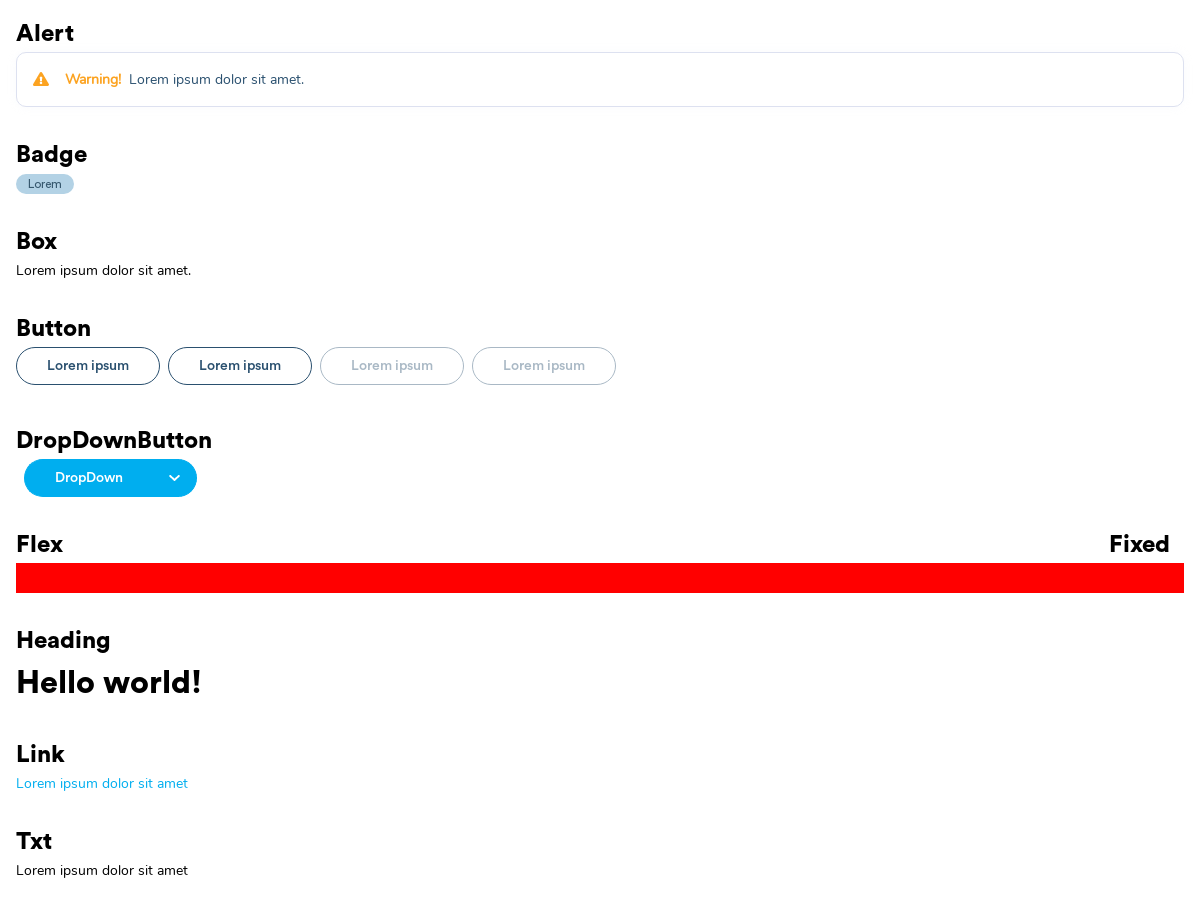 Alert
Warning! Lorem ipsum dolor sit amet.
Badge
Lorem
Box
Lorem ipsum dolor sit amet.
Button
Lorem ipsum Lorem ipsum Lorem ipsum Lorem ipsum
DropDownButton
DropDown
Flex Fixed
Heading
Hello world!
Link
Lorem ipsum dolor sit amet
Txt
Lorem ipsum dolor sit amet